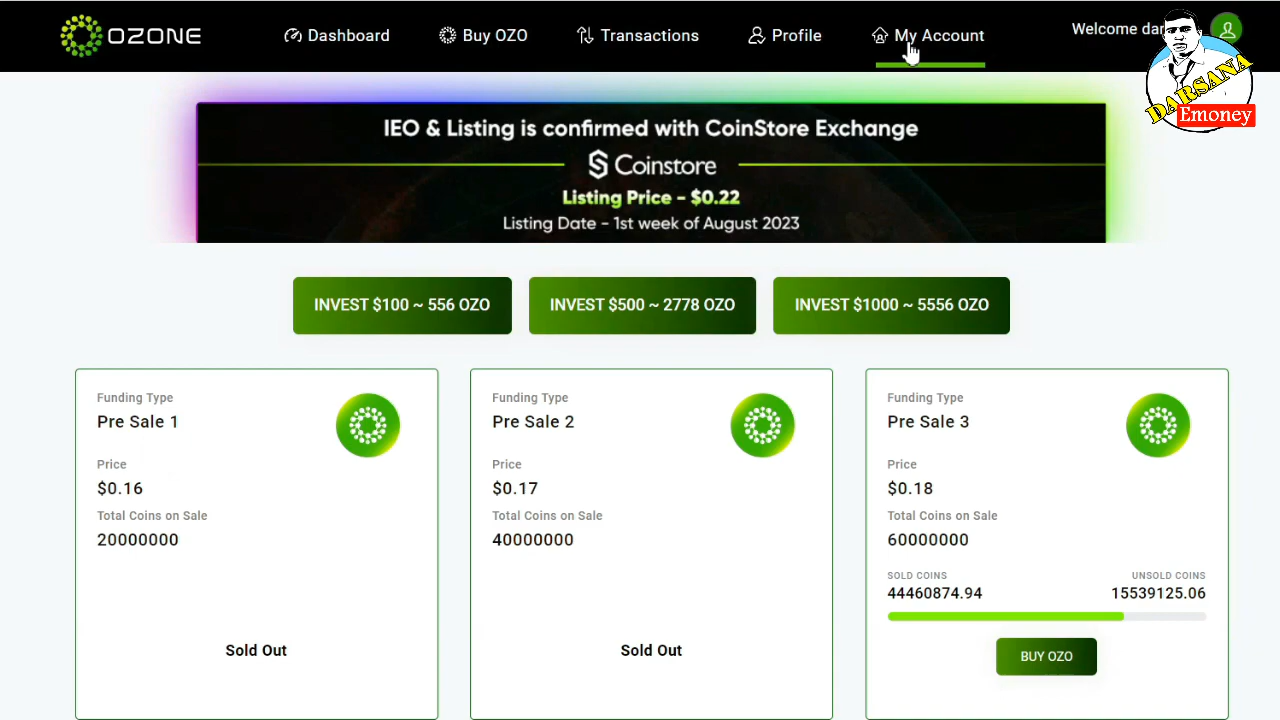 OZONE
Dashboard
Buy OZO
Transactions
Profile
My Account
Welcome
DARSANA
Emoney
IEO & Listing is confirmed with CoinStore Exchange
Coinstore
Listing Price - $0.22
Listing Date - 1st week of August 2023
INVEST $100 ~ 556 OZO
INVEST $500 ~ 2778 OZO
INVEST $1000 ~ 5556 OZO
Funding Type
Pre Sale 1
Price
$0.16
Total Coins on Sale
20000000
Sold Out
Funding Type
Pre Sale 2
Price
$0.17
Total Coins on Sale
40000000
Sold Out
Funding Type
Pre Sale 3
Price
$0.18
Total Coins on Sale
60000000
SOLD COINS
UNSOLD COINS
44460874.94
15539125.06
BUY OZO